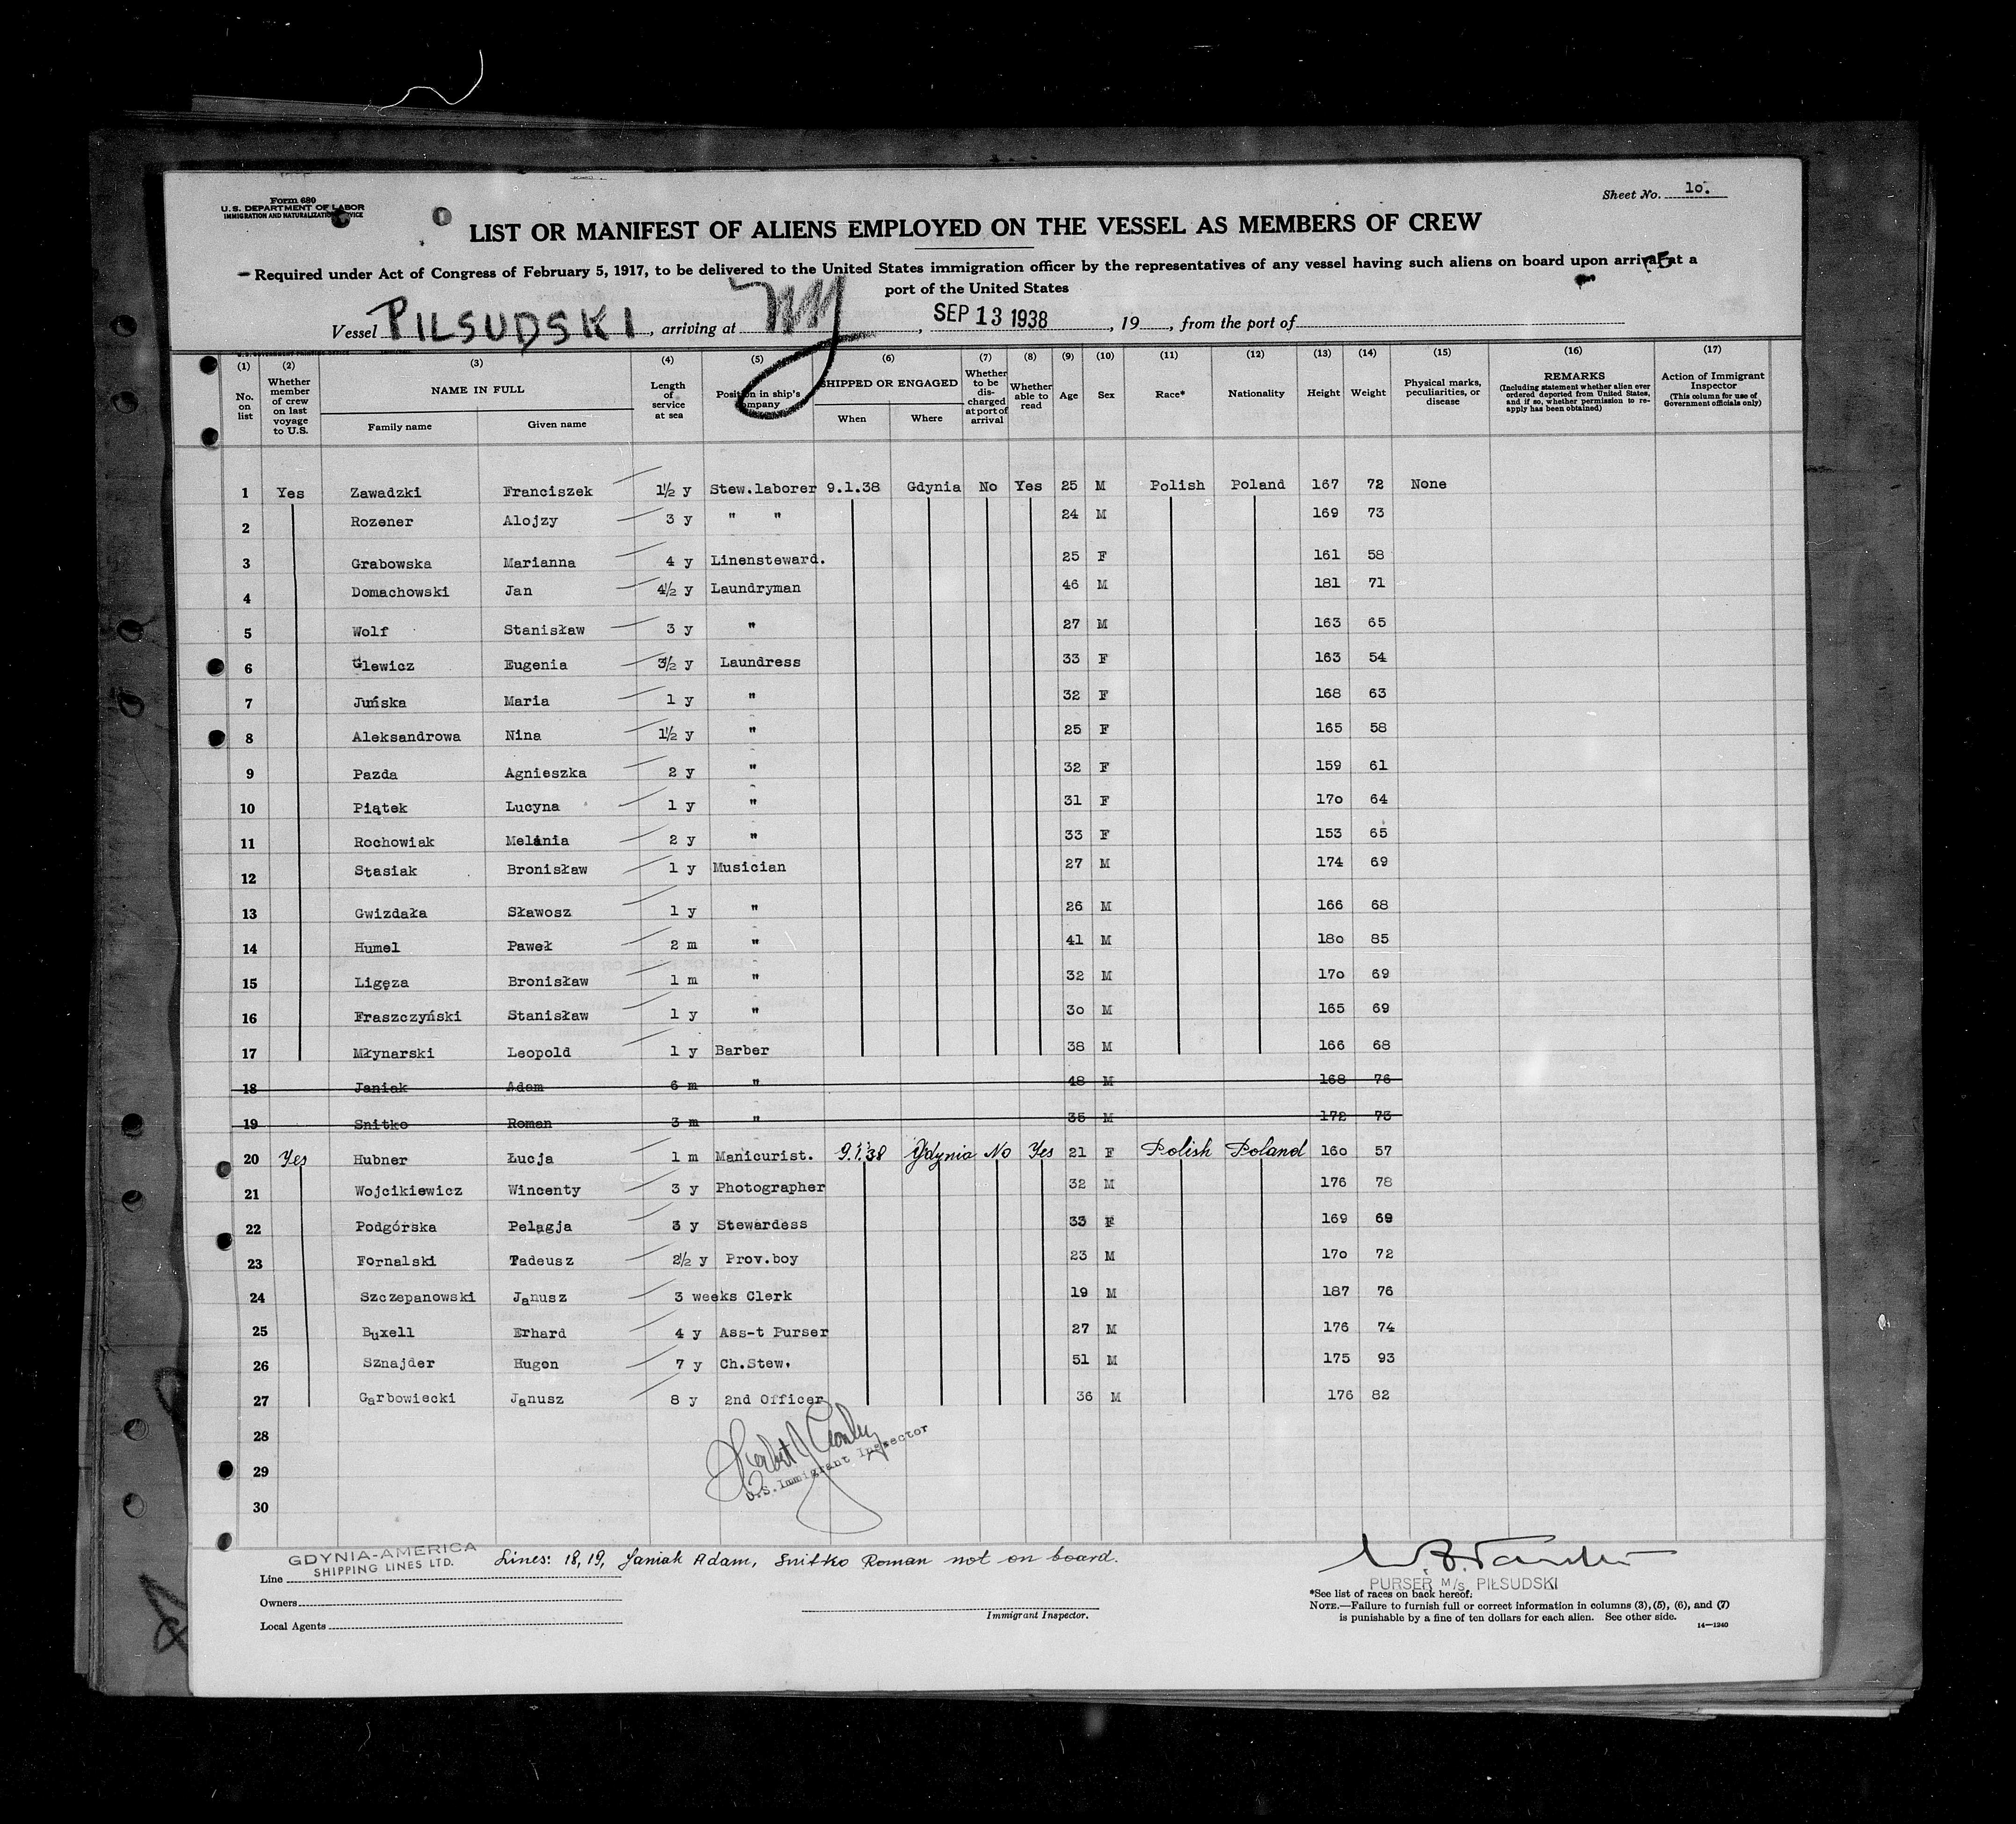 Form 680
U. S. DEPARTMENT OF LABOR
IMMIGRATION AND NATURALIZATION SERVICE
Sheet No. 10.
LIST OR MANIFEST OF ALIENS EMPLOYED ON THE VESSEL AS MEMBERS OF CREW
Required under Act of Congress of February 5, 1917, to be delivered to the United States immigration officer by the representatives of any vessel having such aliens on board upon arrival at a
port of the United States
Vessel PILSUDSKI, arriving at NY, SEP 13 1938, 19 , from the port of
(1) (2) (3) (4) (5) (6) (7) (8) (9) (10) (11) (12) (13) (14) (15) (16) (17)
No. on list
Whether member of crew on last voyage to U.S.
NAME IN FULL
Family name
Given name
Length of service at sea
Position in ship's company
SHIPPED OR ENGAGED
When
Where
Whether to be discharged at port of arrival
Whether able to read
Age
Sex
Race*
Nationality
Height
Weight
Physical marks, peculiarities, or disease
REMARKS
(Including statement whether alien ever ordered deported from United States, and if so, whether permission to reapply has been obtained)
Action of Immigrant Inspector
(This column for use of Government officials only)
1 Yes Zawadzki Franciszek 1½ y Stew.laborer 9.1.38 Gdynia No Yes 25 M Polish Poland 167 72 None
2 Rozener Alojzy 3 y " " 24 M 169 73
3 Grabowska Marianna 4 y Linensteward. 25 F 161 58
4 Domachowski Jan 4½ y Laundryman 46 M 181 71
5 Wolf Stanisław 3 y " 27 M 163 65
6 Glewicz Eugenia 3½ y Laundress 33 F 163 54
7 Juńska Maria 1 y " 32 F 168 63
8 Aleksandrowa Nina 1½ y " 25 F 165 58
9 Pazda Agnieszka 2 y " 32 F 159 61
10 Piątek Lucyna 1 y " 31 F 170 64
11 Rochowiak Melania 2 y " 33 F 153 65
12 Stasiak Bronisław 1 y Musician 27 M 174 69
13 Gwizdała Sławosz 1 y " 26 M 166 68
14 Humel Paweł 2 m " 41 M 180 85
15 Ligęza Bronisław 1 m " 32 M 170 69
16 Fraszczyński Stanisław 1 y " 30 M 165 69
17 Młynarski Leopold 1 y Barber 38 M 166 68
18 Janiak Adam 6 m " 48 M 168 76
19 Snitko Roman 3 m " 35 M 172 73
20 Yes Hubner Łucja 1 m Manicurist. 9.1.38 Gdynia No Yes 21 F Polish Poland 160 57
21 Wojcikiewicz Wincenty 3 y Photographer 32 M 176 78
22 Podgórska Pelagja 3 y Stewardess 33 F 169 69
23 Fornalski Tadeusz 2½ y Prov.boy 23 M 170 72
24 Szczepanowski Janusz 3 weeks Clerk 19 M 187 76
25 Buxell Erhard 4 y Ass-t Purser 27 M 176 74
26 Sznajder Hugon 7 y Ch.Stew. 51 M 175 93
27 Garbowiecki Janusz 8 y 2nd Officer 36 M 176 82
28
29
30
U.S. Immigrant Inspector
GDYNIA-AMERICA
SHIPPING LINES LTD.
Lines: 18, 19, Janiak Adam, Snitko Roman not on board.
Line
Owners
Local Agents
Immigrant Inspector.
PURSER M/s PIŁSUDSKI
*See list of races on back hereof.
NOTE.—Failure to furnish full or correct information in columns (3), (5), (6), and (7)
is punishable by a fine of ten dollars for each alien. See other side.
14—1240